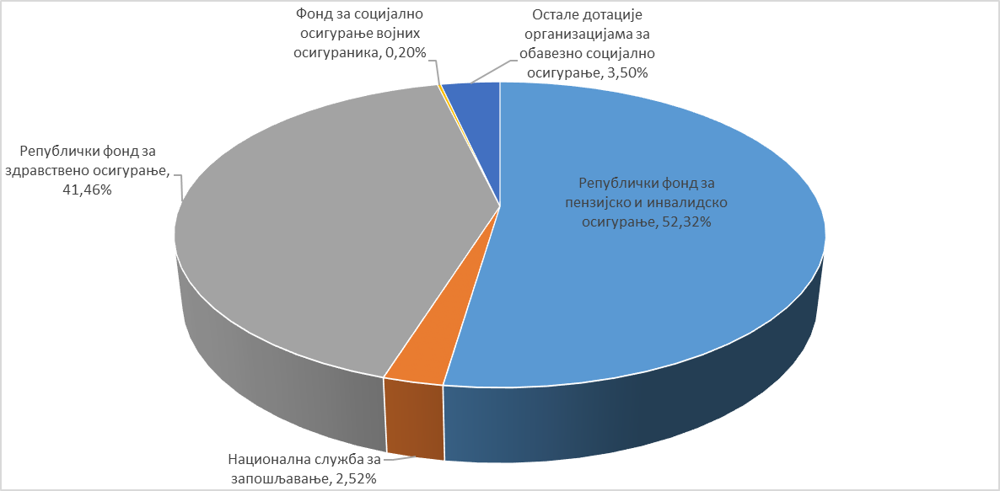 Фонд за социјално
осигурање војних
осигураника, 0,20%
Остале дотације
организацијама за
обавезно социјално
осигурање, 3,50%
Републички фонд за
здравствено осигурање,
41,46%
Републички фонд за
пензијско и инвалидско
осигурање, 52,32%
Национална служба за
запошљавање, 2,52%